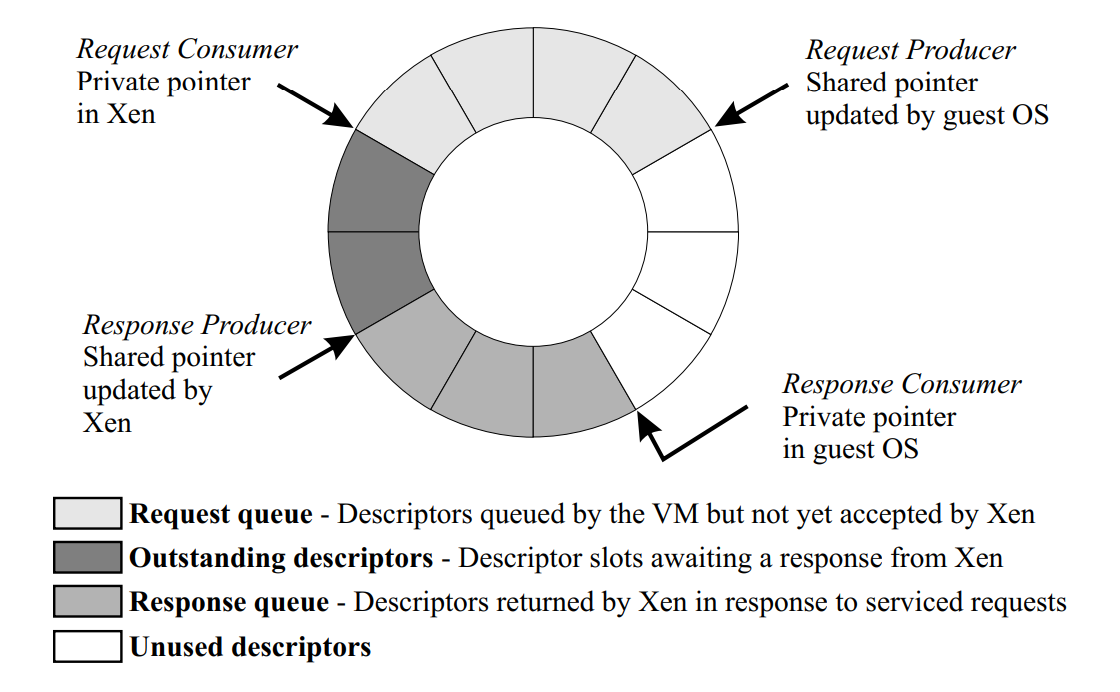 Request Consumer
Private pointer
in Xen
Request Producer
Shared pointer
updated by guest OS
Response Producer
Shared pointer
updated by
Xen
Response Consumer
Private pointer
in guest OS
Request queue - Descriptors queued by the VM but not yet accepted by Xen
Outstanding descriptors - Descriptor slots awaiting a response from Xen
Response queue - Descriptors returned by Xen in response to serviced requests
Unused descriptors